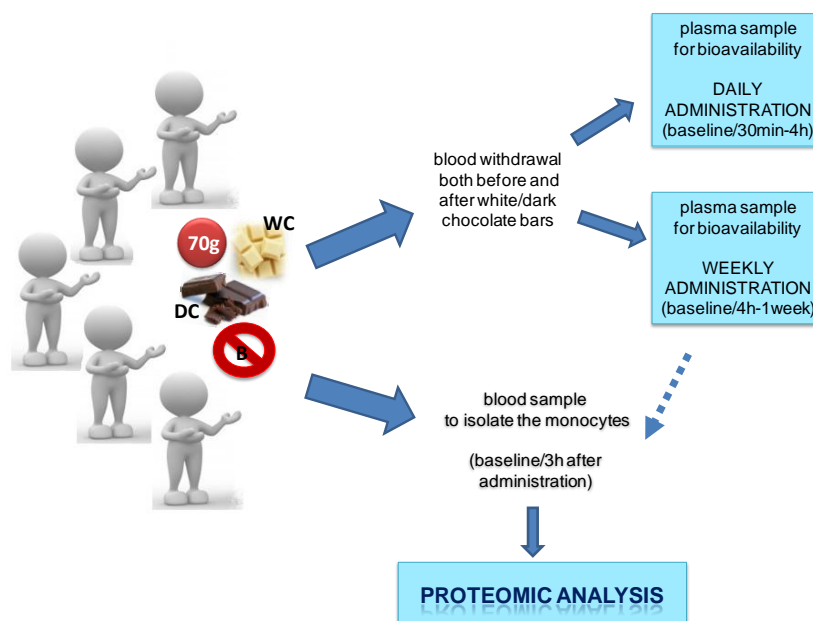 plasma sample
for bioavailability
DAILY
ADMINISTRATION
(baseline/30min-4h)
blood withdrawal
both before and
after white/dark
chocolate bars
WC
70g
DC
B
plasma sample
for bioavailability
WEEKLY
ADMINISTRATION
(baseline/4h-1week)
blood sample
to isolate the monocytes
(baseline/3h after
administration)
PROTEOMIC ANALYSIS